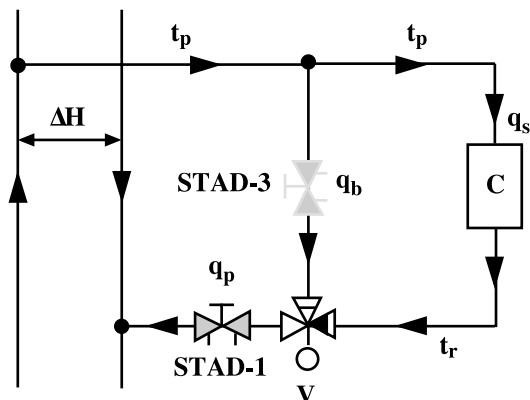 t_p
t_p
ΔH
q_s
STAD-3
q_b
C
q_p
STAD-1
t_r
V